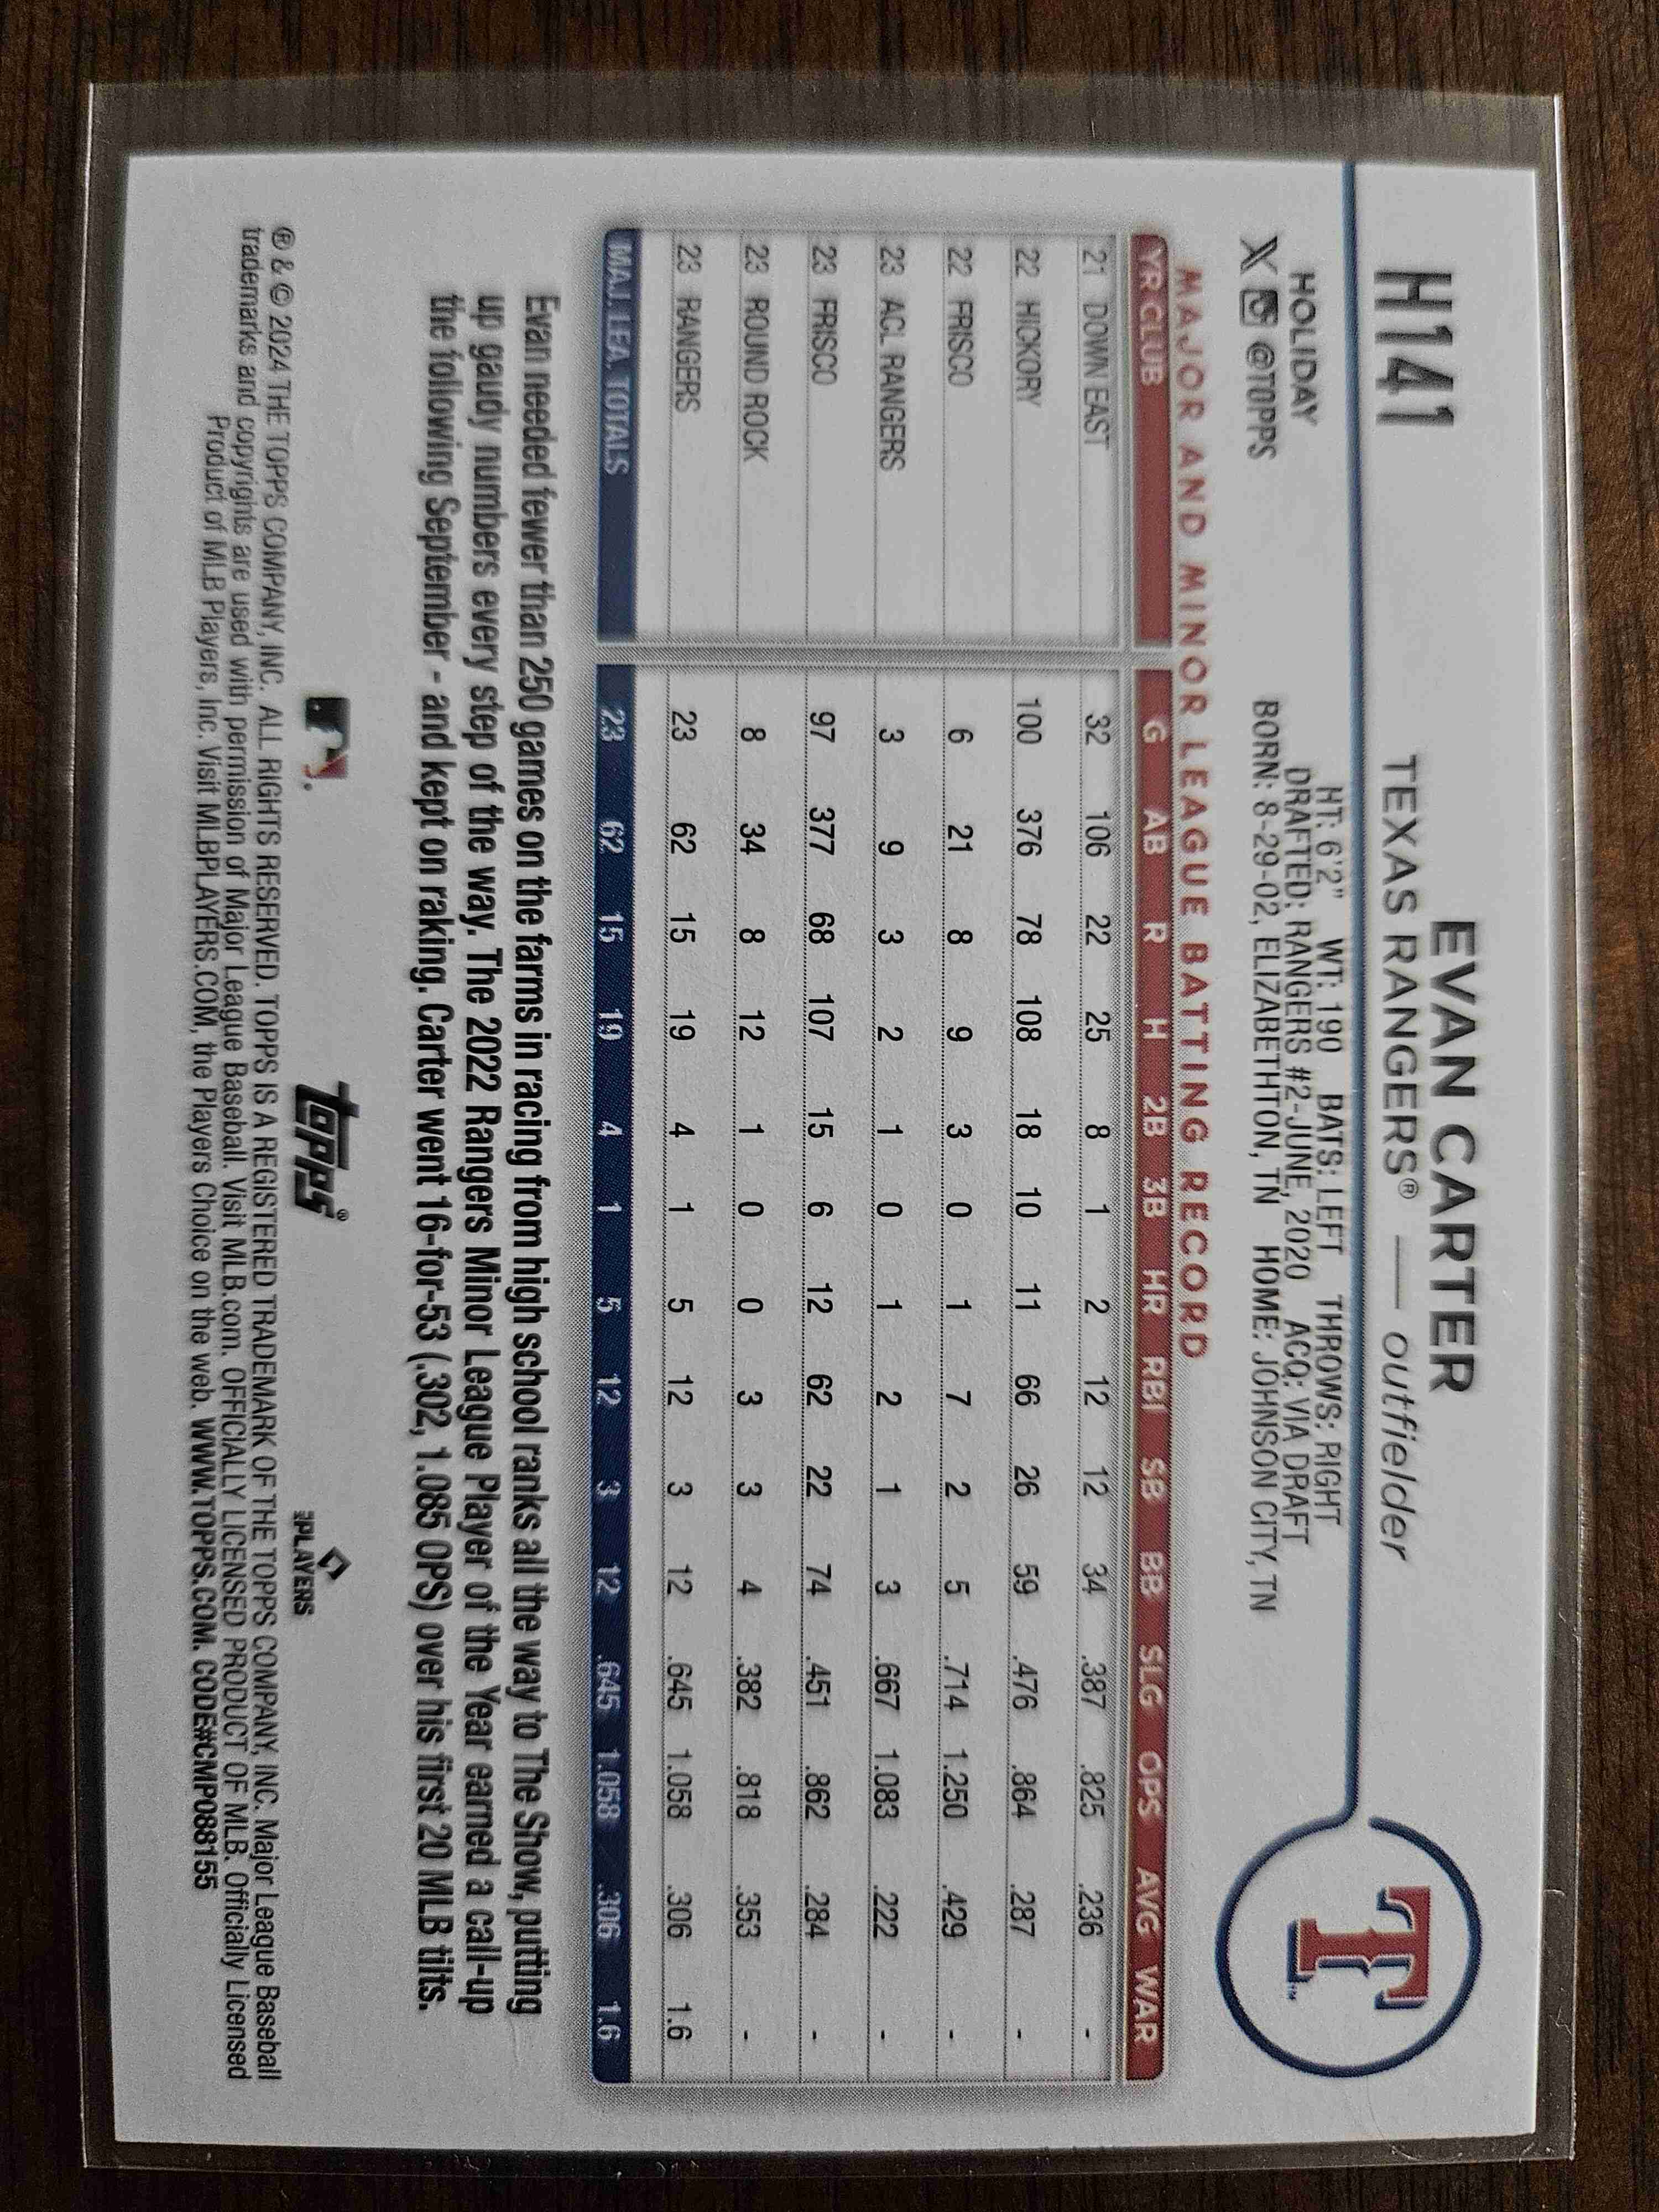 H141
EVAN CARTER
TEXAS RANGERS® — outfielder
HOLIDAY
@TOPPS
HT: 6'2" WT: 190 BATS: LEFT THROWS: RIGHT
DRAFTED: RANGERS #2-JUNE, 2020 ACQ: VIA DRAFT
BORN: 8-29-02, ELIZABETHTON, TN HOME: JOHNSON CITY, TN
T
MAJOR AND MINOR LEAGUE BATTING RECORD
YR CLUB G AB R H 2B 3B HR RBI SB BB SLG OPS AVG WAR
21 DOWN EAST 32 106 22 25 8 1 2 12 12 34 .387 .825 .236 -
22 HICKORY 100 376 78 108 18 10 11 66 26 59 .476 .864 .287 -
22 FRISCO 6 21 8 9 3 0 1 7 2 5 .714 1.250 .429 -
23 ACL RANGERS 3 9 3 2 1 0 1 2 1 3 .667 1.083 .222 -
23 FRISCO 97 377 68 107 15 6 12 62 22 74 .451 .862 .284 -
23 ROUND ROCK 8 34 8 12 1 0 0 3 3 4 .382 .818 .353 -
23 RANGERS 23 62 15 19 4 1 5 12 3 12 .645 1.058 .306 1.6
MAJ. LEA. TOTALS 23 62 15 19 4 1 5 12 3 12 .645 1.058 .306 1.6
Evan needed fewer than 250 games on the farms in racing from high school ranks all the way to The Show, putting
up gaudy numbers every step of the way. The 2022 Rangers Minor League Player of the Year earned a call-up
the following September - and kept on raking. Carter went 16-for-53 (.302, 1.085 OPS) over his first 20 MLB tilts.
topps®
PLAYERS
® & © 2024 THE TOPPS COMPANY, INC. ALL RIGHTS RESERVED. TOPPS IS A REGISTERED TRADEMARK OF THE TOPPS COMPANY, INC. Major League Baseball
trademarks and copyrights are used with permission of Major League Baseball. Visit MLB.com. OFFICIALLY LICENSED PRODUCT OF MLB. Officially Licensed
Product of MLB Players, Inc. Visit MLBPLAYERS.COM, the Players Choice on the web. WWW.TOPPS.COM. CODE#CMP088155